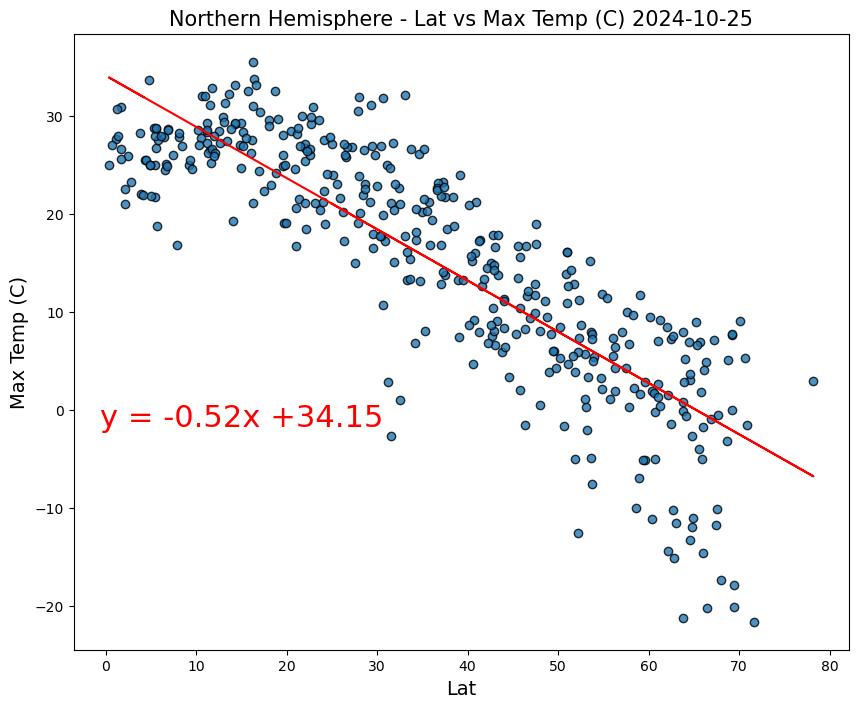 Northern Hemisphere - Lat vs Max Temp (C) 2024-10-25
Max Temp (C)
30
20
10
0
−10
−20
y = -0.52x +34.15
0 10 20 30 40 50 60 70 80
Lat